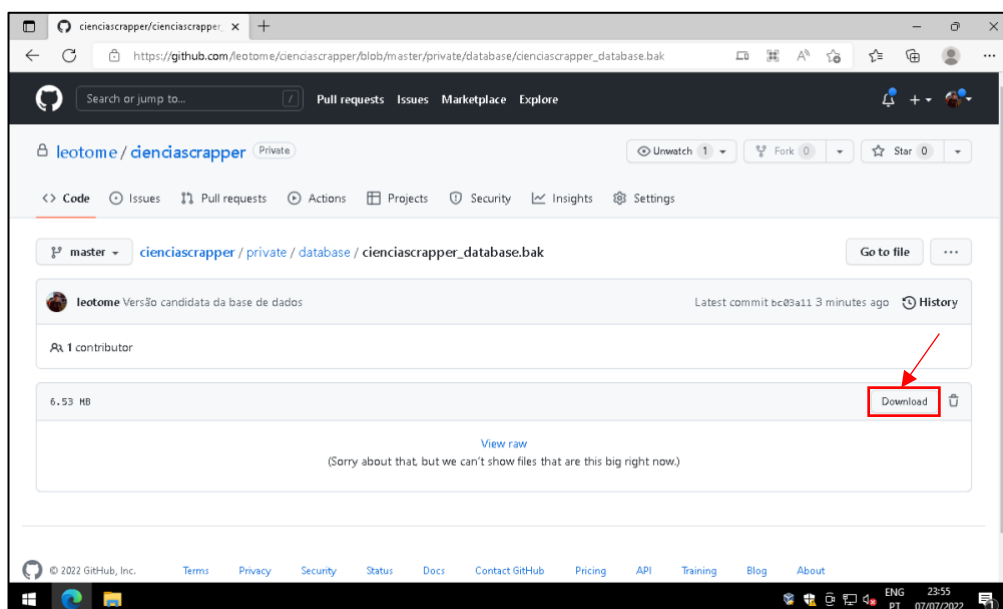 cienciascrapper/cienciascrapper_
https://github.com/leotome/cienciascrapper/blob/master/private/database/cienciascrapper_database.bak
Search or jump to... / Pull requests Issues Marketplace Explore
leotome / cienciascrapper Private Unwatch 1 Fork 0 Star 0
Code Issues Pull requests Actions Projects Security Insights Settings
master cienciascrapper / private / database / cienciascrapper_database.bak Go to file ...
leotome Versão candidata da base de dados Latest commit bc03a11 3 minutes ago History
1 contributor
6.53 MB Download
View raw
(Sorry about that, but we can't show files that are this big right now.)
© 2022 GitHub, Inc. Terms Privacy Security Status Docs Contact GitHub Pricing API Training Blog About
ENG 23:55
PT 07/07/2022